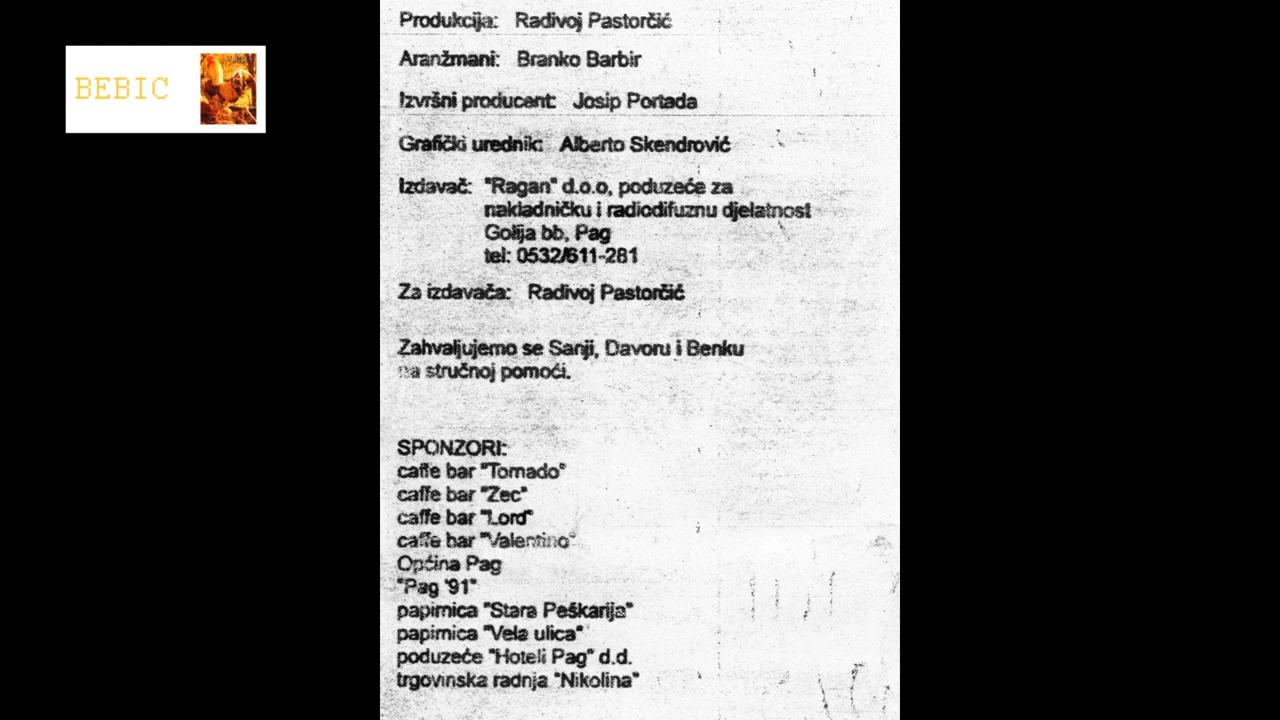 BEBIC
Produkcija: Radivoj Pastorčić
Aranžmani: Branko Barbir
Izvršni producent: Josip Portada
Grafički urednik: Alberto Skendrović
Izdavač: "Ragan" d.o.o, poduzeće za
nakladničku i radiodifuznu djelatnost
Golija bb, Pag
tel: 0532/611-281
Za izdavača: Radivoj Pastorčić
Zahvaljujemo se Sanji, Davoru i Benku
na stručnoj pomoći.
SPONZORI:
caffe bar "Tornado"
caffe bar "Zec"
caffe bar "Lord"
caffe bar "Valentino"
Općina Pag
"Pag '91"
papirnica "Stara Peškarija"
papirnica "Vela ulica"
poduzeće "Hoteli Pag" d.d.
trgovinska radnja "Nikolina"